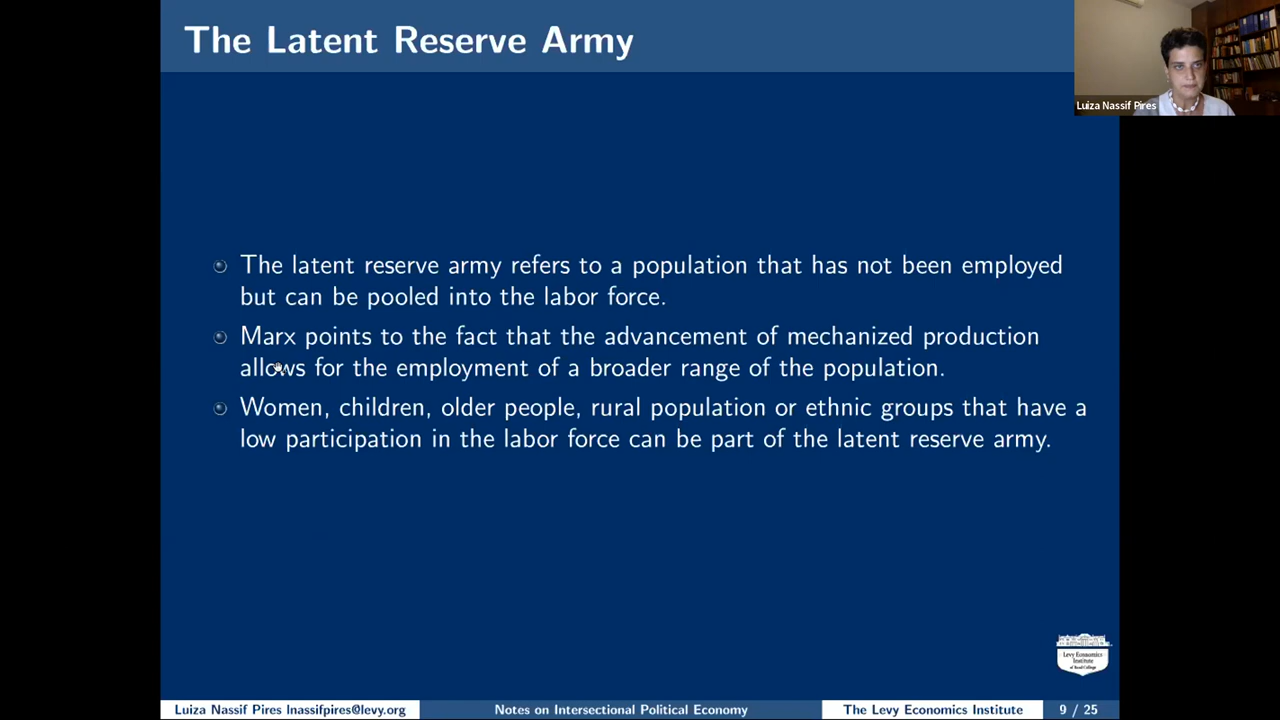 The Latent Reserve Army
Luiza Nassif Pires
The latent reserve army refers to a population that has not been employed
but can be pooled into the labor force.
Marx points to the fact that the advancement of mechanized production
allows for the employment of a broader range of the population.
Women, children, older people, rural population or ethnic groups that have a
low participation in the labor force can be part of the latent reserve army.
Levy Economics
Institute
of Bard College
Luiza Nassif Pires lnassifpires@levy.org
Notes on Intersectional Political Economy
The Levy Economics Institute
9 / 25